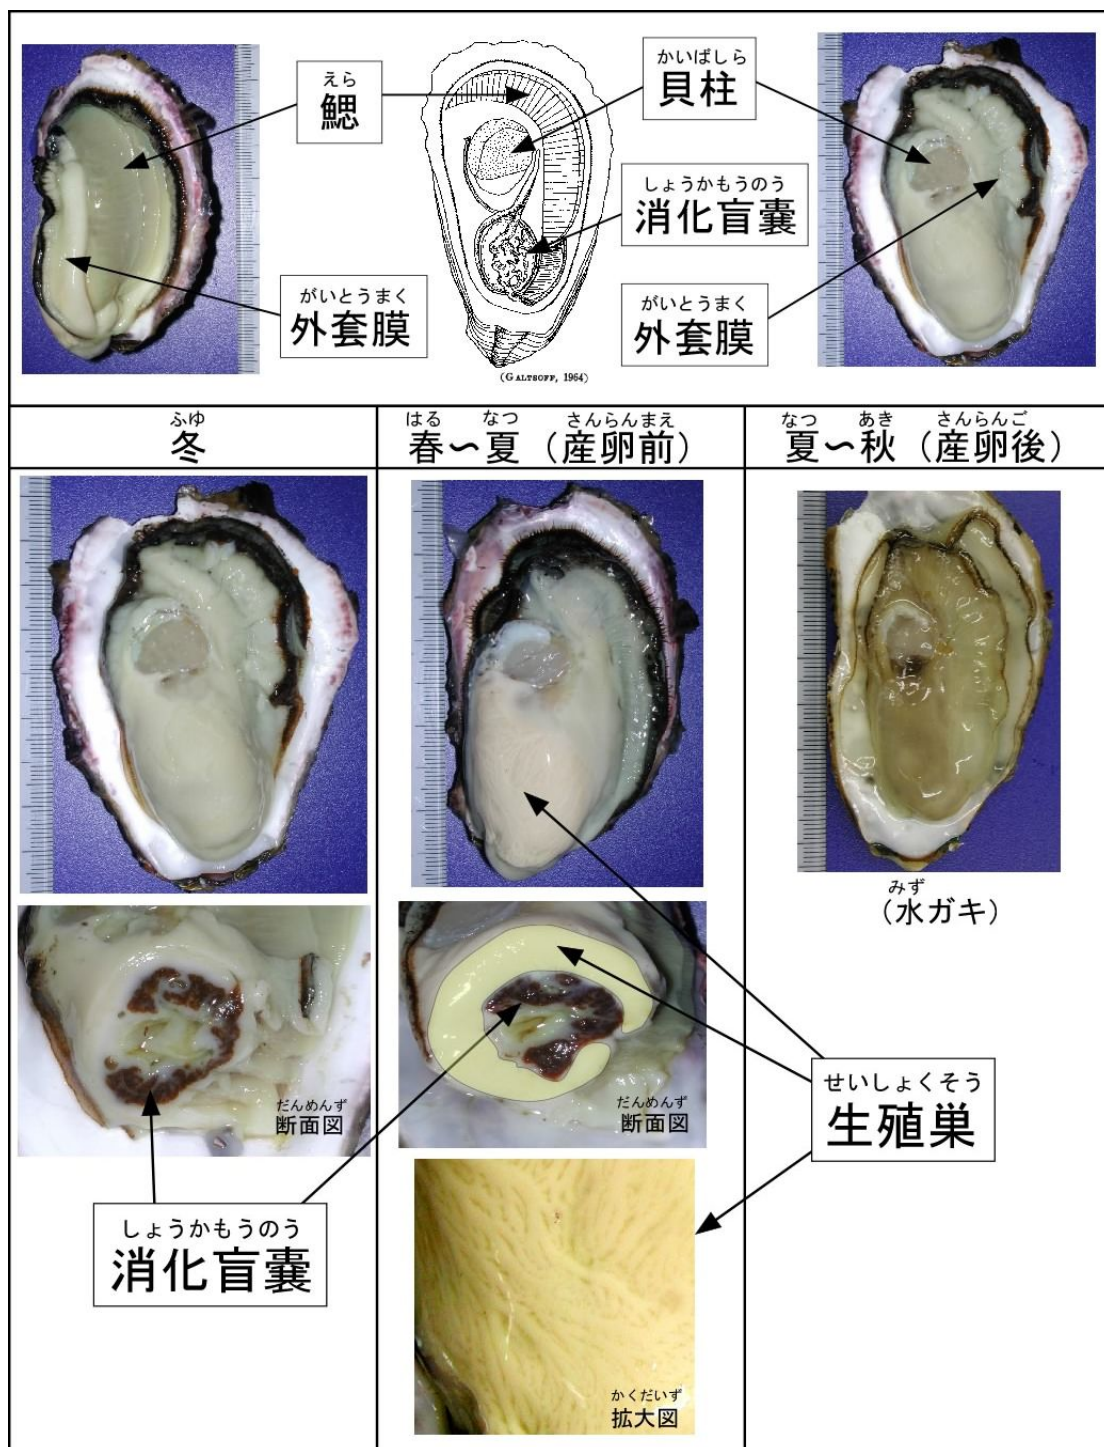 えら
鰓
かいばしら
貝柱
しょうかもうのう
消化盲嚢
がいとうまく
外套膜
がいとうまく
外套膜
(GALTSOFF, 1964)
ふゆ
冬
はる なつ さんらんまえ
春〜夏（産卵前）
なつ あき さんらんご
夏〜秋（産卵後）
みず
（水ガキ）
だんめんず
断面図
だんめんず
断面図
せいしょくそう
生殖巣
しょうかもうのう
消化盲嚢
かくだいず
拡大図